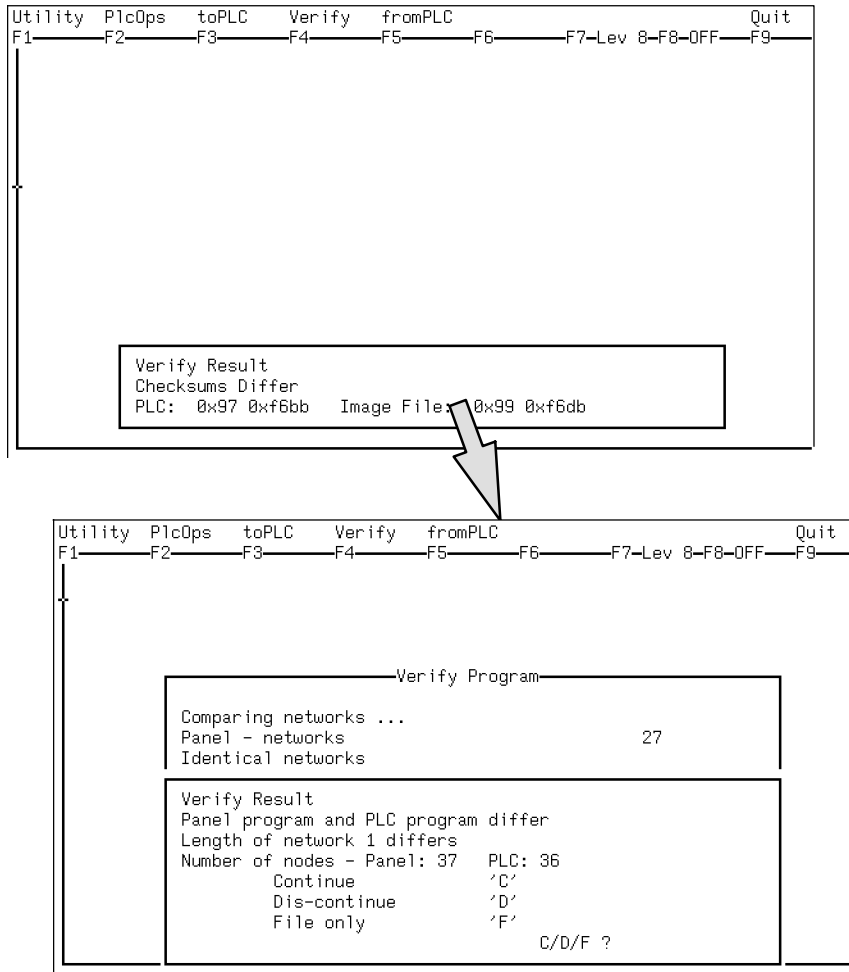 Utility PlcOps toPLC Verify fromPLC Quit
F1 F2 F3 F4 F5 F6 F7-Lev 8-F8-OFF F9
Verify Result
Checksums Differ
PLC: 0x97 0xf6bb Image File: 0x99 0xf6db
Utility PlcOps toPLC Verify fromPLC Quit
F1 F2 F3 F4 F5 F6 F7-Lev 8-F8-OFF F9
Verify Program
Comparing networks ...
Panel - networks 27
Identical networks
Verify Result
Panel program and PLC program differ
Length of network 1 differs
Number of nodes - Panel: 37 PLC: 36
Continue 'C'
Dis-continue 'D'
File only 'F'
C/D/F ?